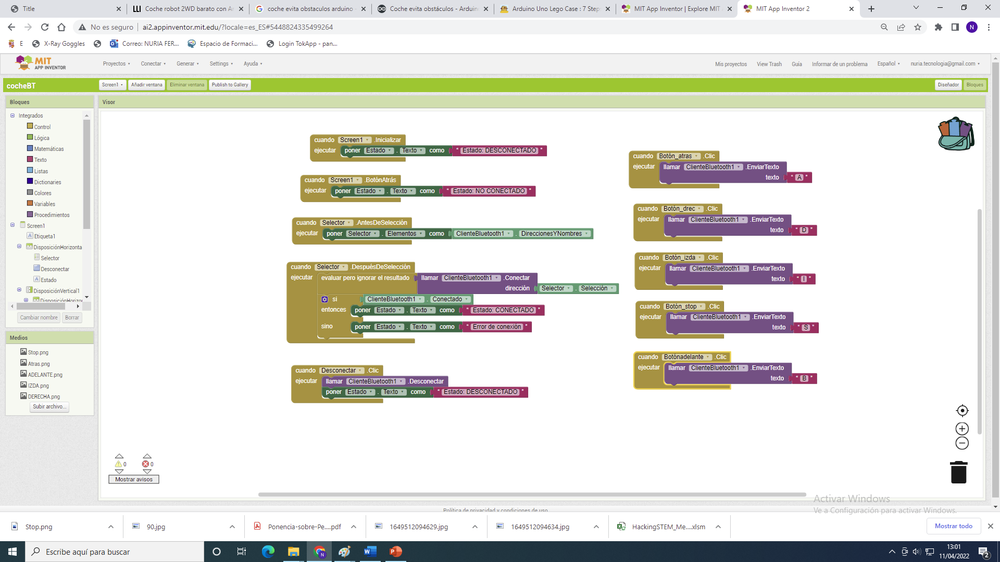 Title
Coche robot 2WD barato con Ar
coche evita obstaculos arduino -
Coche evita obstáculos - Arduin
Arduino Uno Lego Case : 7 Steps
MIT App Inventor | Explore MIT A
MIT App Inventor 2
No es seguro | ai2.appinventor.mit.edu/?locale=es_ES#5448824335499264
N
E
X-Ray Goggles
Correo: NURIA FER...
Espacio de Formaci...
Login TokApp - pan...
MIT
APP INVENTOR
Proyectos
Conectar
Generar
Settings
Ayuda
Mis proyectos
View Trash
Guía
Informar de un problema
Español
nuria.tecnologia@gmail.com
cocheBT
Screen1
Añadir ventana
Eliminar ventana
Publish to Gallery
Diseñador
Bloques
Bloques
Integrados
Control
Lógica
Matemáticas
Texto
Listas
Dictionaries
Colores
Variables
Procedimientos
Screen1
Etiqueta1
DisposiciónHorizonta
Selector
Desconectar
Estado
DisposiciónVertical1
DisposiciónHorizor
Cambiar nombre
Borrar
Medios
Stop.png
Atras.png
ADELANTE.png
IZDA.png
DERECHA.png
Subir archivo...
Visor
cuando Screen1 .Inicializar
ejecutar poner Estado . Texto como " Estado: DESCONECTADO "
cuando Screen1 .BotónAtrás
ejecutar poner Estado . Texto como " Estado: NO CONECTADO "
cuando Selector .AntesDeSelección
ejecutar poner Selector . Elementos como ClienteBluetooth1 . DireccionesYNombres
cuando Selector .DespuésDeSelección
ejecutar evaluar pero ignorar el resultado llamar ClienteBluetooth1 .Conectar
dirección Selector . Selección
si ClienteBluetooth1 . Conectado
entonces poner Estado . Texto como " Estado: CONECTADO "
sino poner Estado . Texto como " Error de conexión "
cuando Desconectar .Clic
ejecutar llamar ClienteBluetooth1 .Desconectar
poner Estado . Texto como " Estado: DESCONECTADO "
cuando Botón_atras .Clic
ejecutar llamar ClienteBluetooth1 .EnviarTexto
texto " A "
cuando Botón_drec .Clic
ejecutar llamar ClienteBluetooth1 .EnviarTexto
texto " D "
cuando Botón_izda .Clic
ejecutar llamar ClienteBluetooth1 .EnviarTexto
texto " I "
cuando Botón_stop .Clic
ejecutar llamar ClienteBluetooth1 .EnviarTexto
texto " S "
cuando Botónadelante .Clic
ejecutar llamar ClienteBluetooth1 .EnviarTexto
texto " B "
0
0
Mostrar avisos
Política de privacidad y condiciones de uso
Activar Windows
Ve a Configuración para activar Windows.
Stop.png
90.jpg
Ponencia-sobre-Pe....pdf
1649512094629.jpg
1649512094634.jpg
HackingSTEM_Me....xlsm
Mostrar todo
Escribe aquí para buscar
13:01
11/04/2022
2